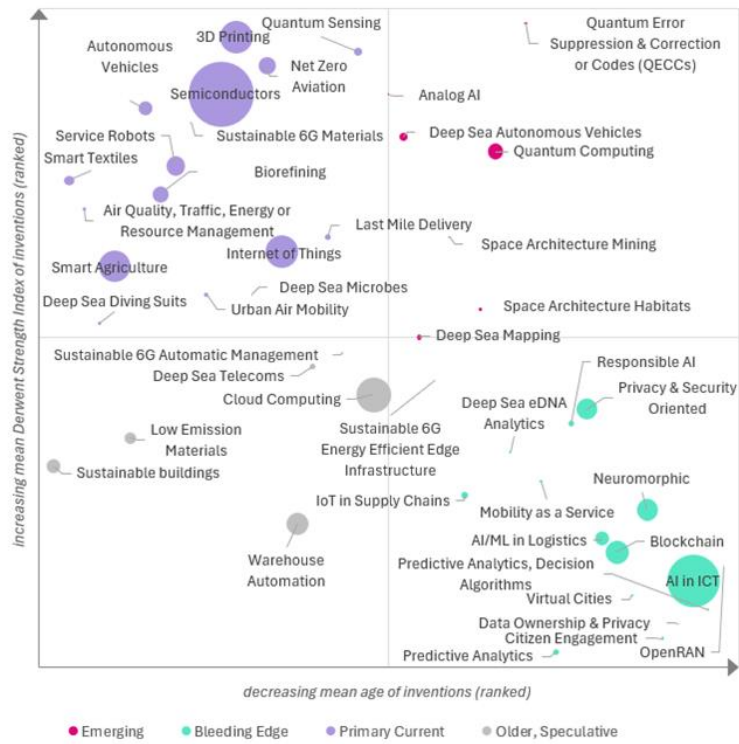 Quantum Sensing
Quantum Error
Suppression & Correction
or Codes (QECCs)
3D Printing
Autonomous
Vehicles
Net Zero
Aviation
Semiconductors
Analog AI
Service Robots
Sustainable 6G Materials
Deep Sea Autonomous Vehicles
Quantum Computing
Smart Textiles
Biorefining
Air Quality, Traffic, Energy or
Resource Management
Last Mile Delivery
Space Architecture Mining
Internet of Things
Smart Agriculture
Deep Sea Diving Suits
Deep Sea Microbes
Urban Air Mobility
Space Architecture Habitats
Deep Sea Mapping
Sustainable 6G Automatic Management
Deep Sea Telecoms
Cloud Computing
Responsible AI
Privacy & Security
Oriented
Deep Sea eDNA
Analytics
Low Emission
Materials
Sustainable 6G
Energy Efficient Edge
Infrastructure
Sustainable buildings
Neuromorphic
IoT in Supply Chains
Mobility as a Service
AI/ML in Logistics
Blockchain
Warehouse
Automation
Predictive Analytics, Decision
Algorithms
AI in ICT
Virtual Cities
Data Ownership & Privacy
Citizen Engagement
OpenRAN
Predictive Analytics
increasing mean Derwent Strength Index of inventions (ranked)
decreasing mean age of inventions (ranked)
Emerging
Bleeding Edge
Primary Current
Older, Speculative